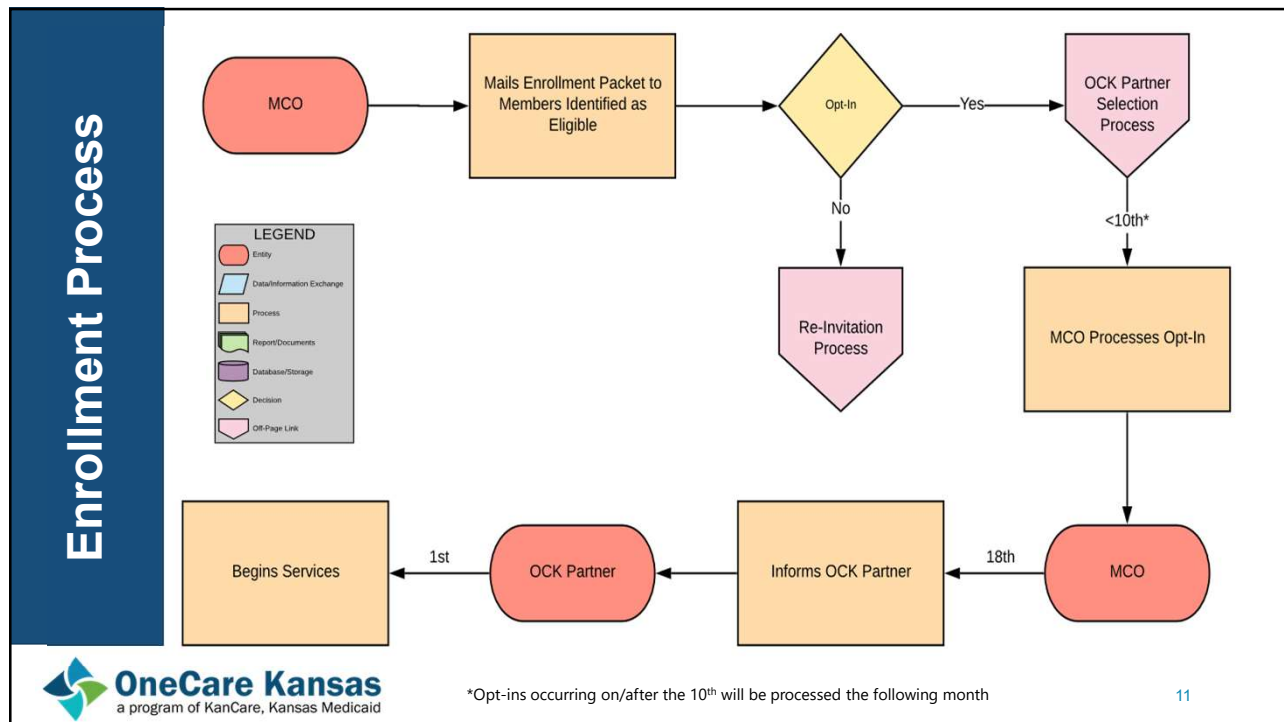 Enrollment Process
MCO
Mails Enrollment Packet to
Members Identified as
Eligible
Opt-In
Yes
OCK Partner
Selection
Process
No
<10th*
Re-Invitation
Process
MCO Processes Opt-In
LEGEND
Entity
Data/Information Exchange
Process
Report/Documents
Database/Storage
Decision
Off-Page Link
Begins Services
1st
OCK Partner
Informs OCK Partner
18th
MCO
OneCare Kansas
a program of KanCare, Kansas Medicaid
*Opt-ins occurring on/after the 10th will be processed the following month
11